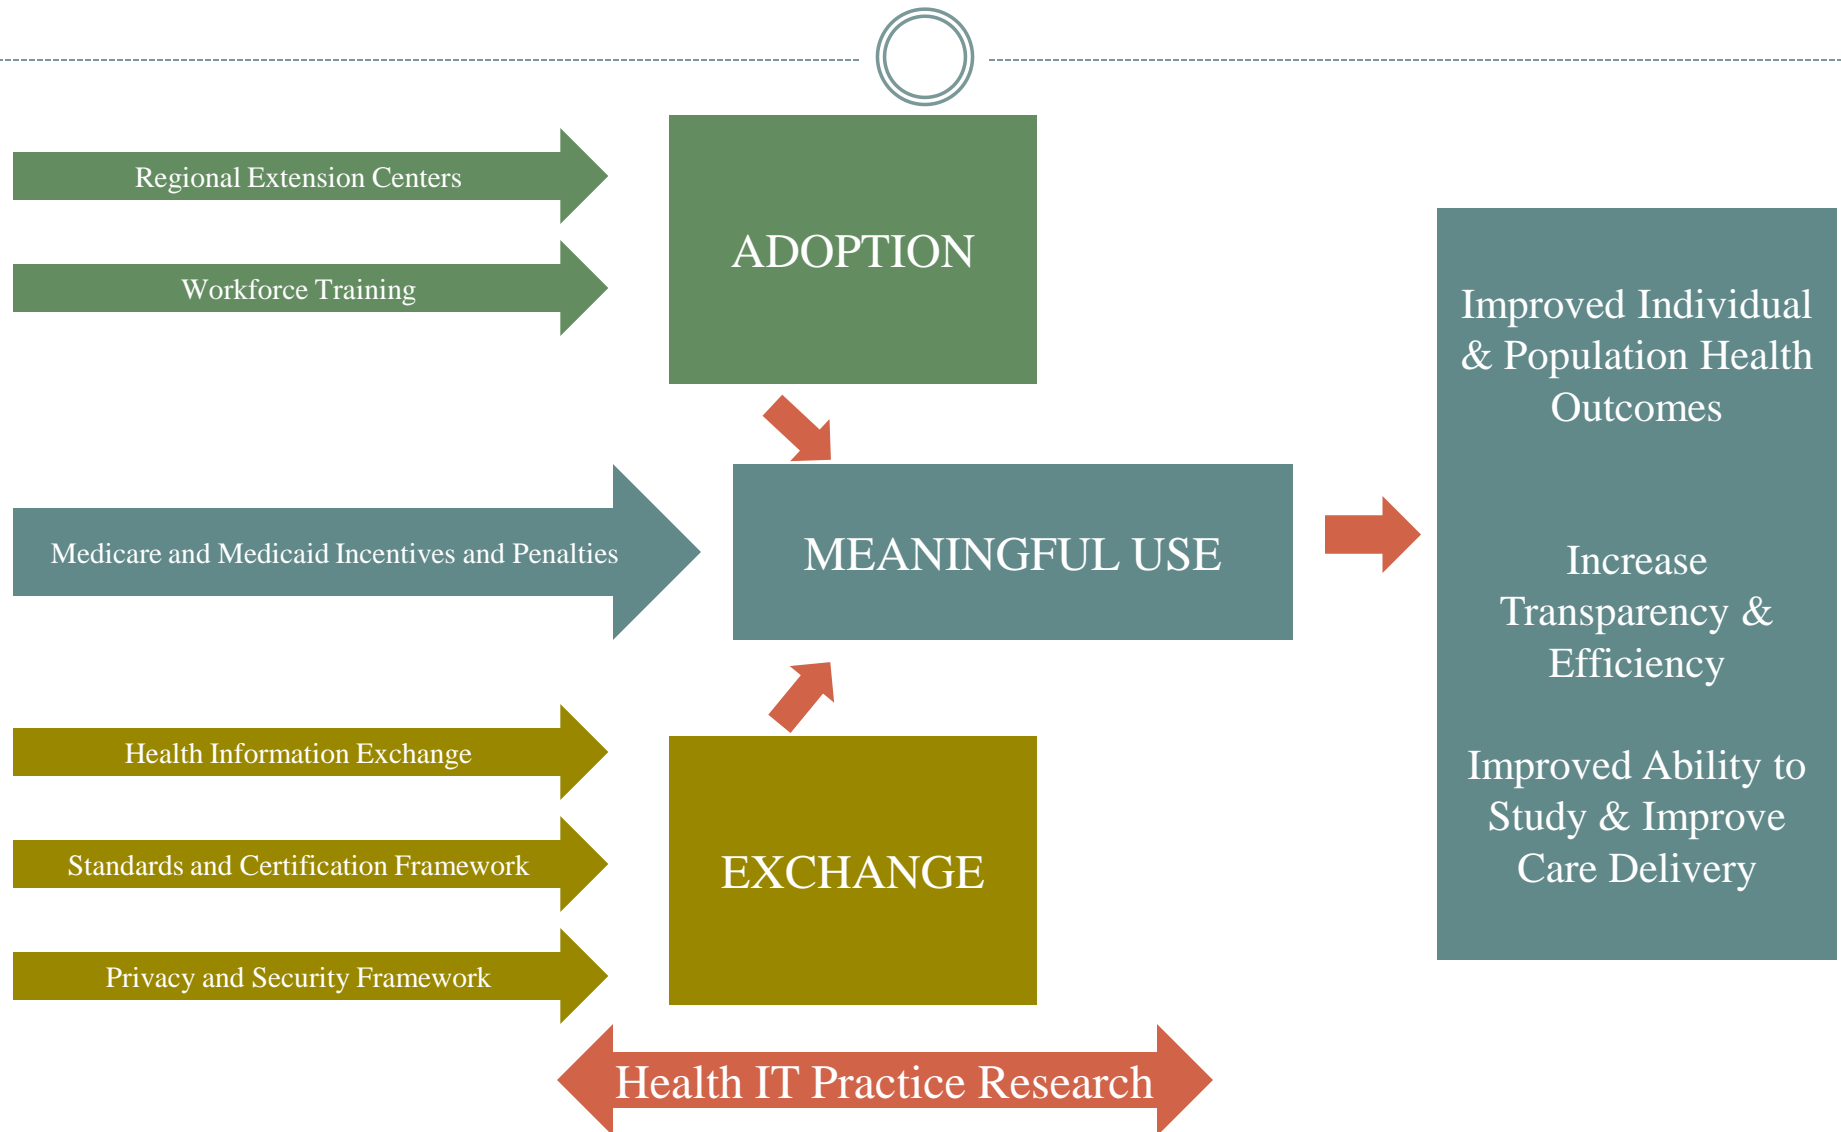 Regional Extension Centers
Workforce Training
ADOPTION
Medicare and Medicaid Incentives and Penalties
MEANINGFUL USE
Health Information Exchange
Standards and Certification Framework
Privacy and Security Framework
EXCHANGE
Improved Individual
& Population Health
Outcomes
Increase
Transparency &
Efficiency
Improved Ability to
Study & Improve
Care Delivery
Health IT Practice Research